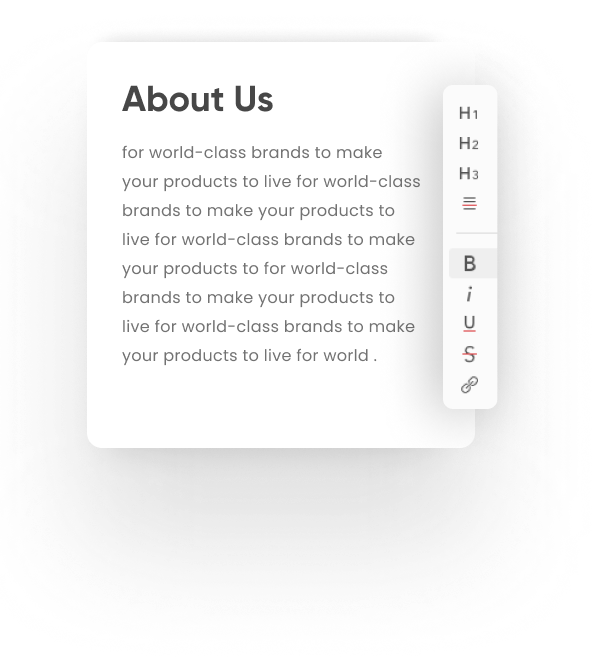 About Us
for world-class brands to make
your products to live for world-class
brands to make your products to
live for world-class brands to make
your products to for world-class
brands to make your products to
live for world-class brands to make
your products to live for world .
H1
H2
H3
B
i
U
S